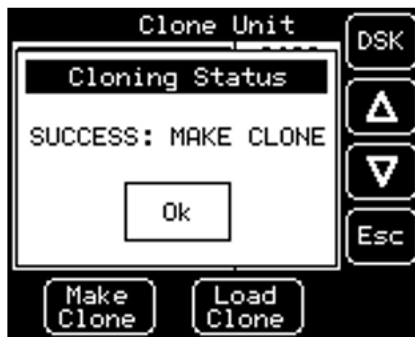 Clone Unit
DSK
Cloning Status
SUCCESS: MAKE CLONE
Ok
Esc
Make
Clone
Load
Clone